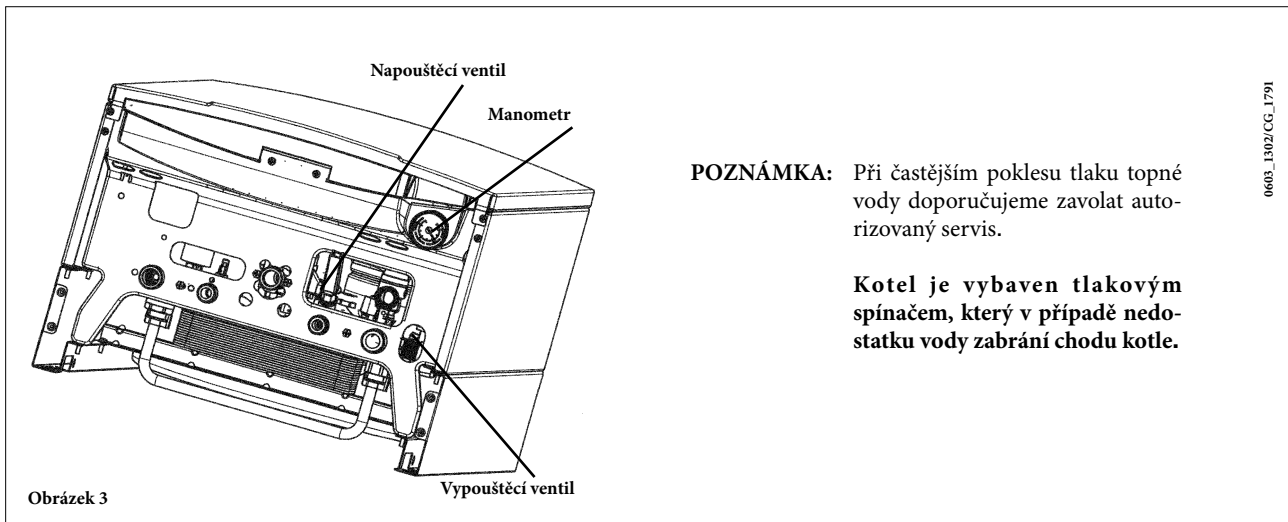 Napouštěcí ventil
Manometr
Vypouštěcí ventil
Obrázek 3
POZNÁMKA: Při častějším poklesu tlaku topné
vody doporučujeme zavolat auto-
rizovaný servis.
Kotel je vybaven tlakovým
spínačem, který v případě nedo-
statku vody zabrání chodu kotle.
0603_1302/CG_1791